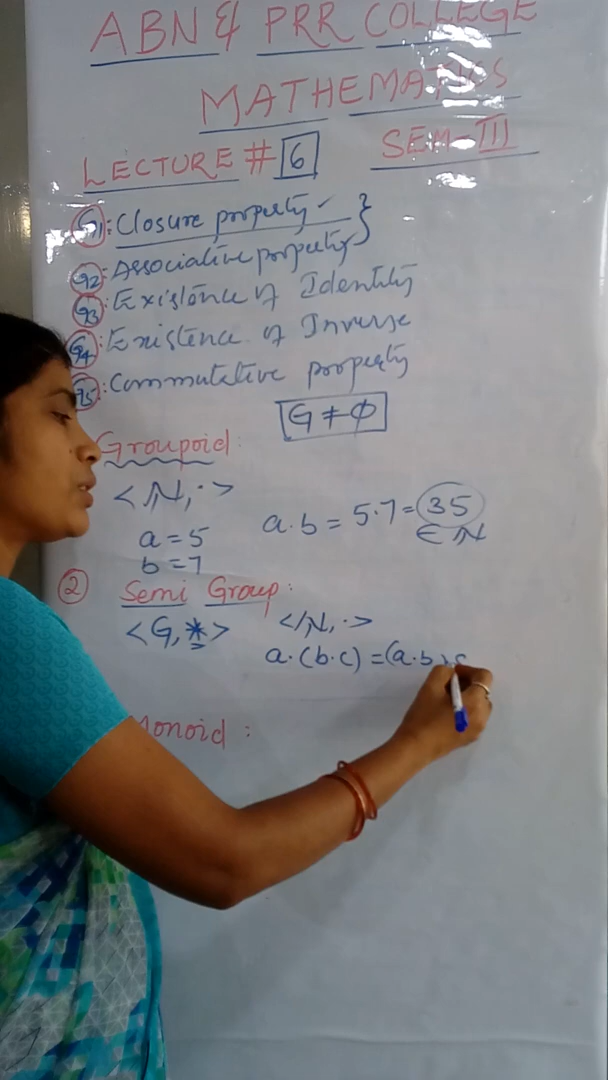 ABN & PRR COLLEGE
MATHEMATICS
LECTURE # 6 SEM-III
G1: Closure property
G2: Associative property
G3: Existence of Identity
G4: Existence of Inverse
G5: Commutative property
G ≠ Φ
Groupoid:
<N, ·>
a = 5 a·b = 5·7 = 35
b = 7 ∈ N
2 Semi Group:
<G, *> <N, ·>
a·(b·c) = (a·b)·c
Monoid: